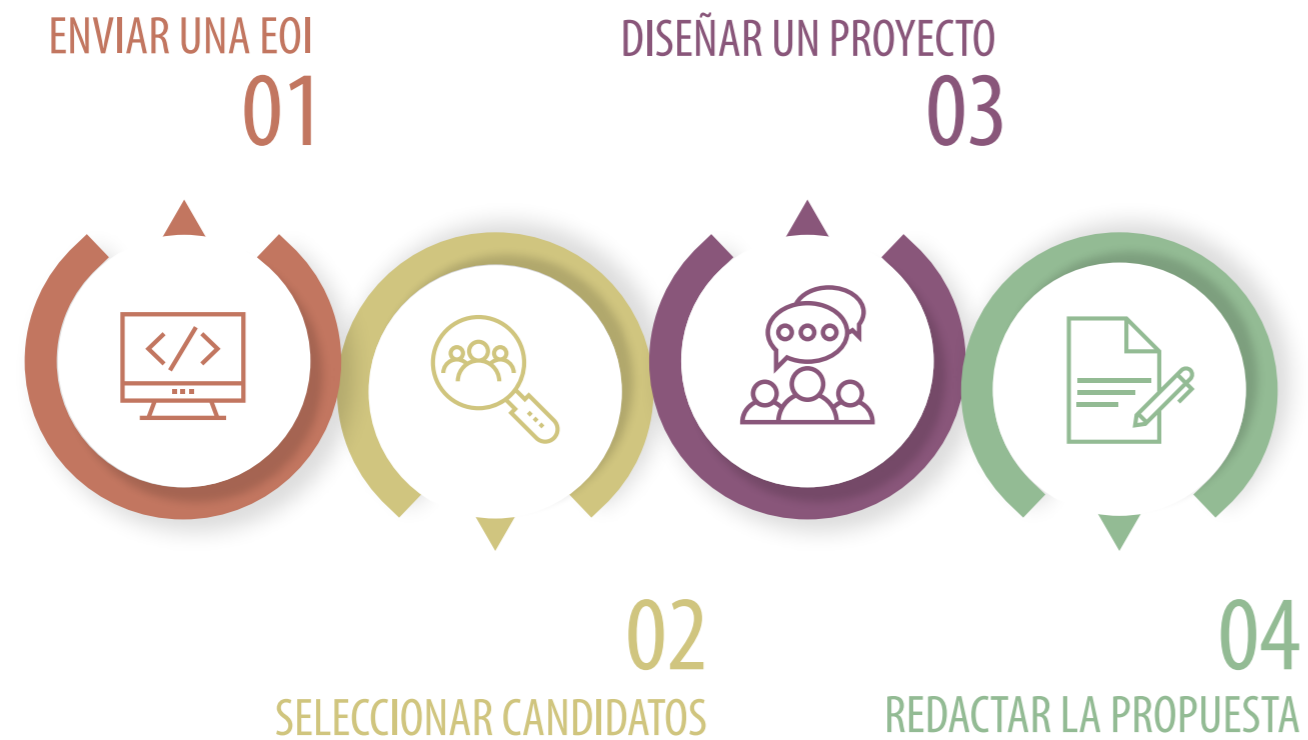 ENVIAR UNA EOI
01
SELECCIONAR CANDIDATOS
02
DISEÑAR UN PROYECTO
03
REDACTAR LA PROPUESTA
04